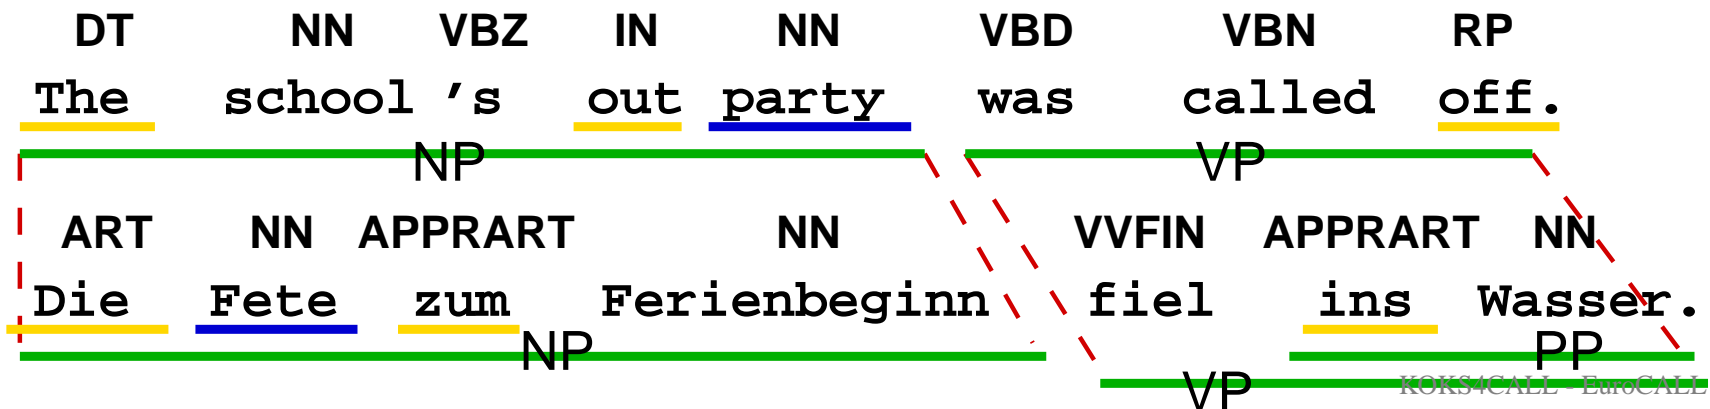 DT NN VBZ IN NN VBD VBN RP
The school 's out party was called off.
NP VP
ART NN APPRART NN VVFIN APPRART NN
Die Fete zum Ferienbeginn fiel ins Wasser.
NP PP
VP KOKS4CALL - EuroCALL